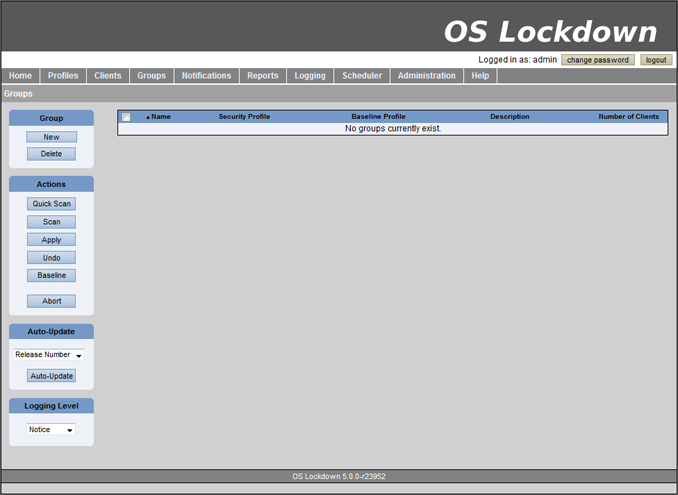 OS Lockdown
Logged in as: admin change password logout
Home Profiles Clients Groups Notifications Reports Logging Scheduler Administration Help
Groups
Group
New
Delete
Actions
Quick Scan
Scan
Apply
Undo
Baseline
Abort
Auto-Update
Release Number
Auto-Update
Logging Level
Notice
Name Security Profile Baseline Profile Description Number of Clients
No groups currently exist.
OS Lockdown 5.0.0-r23952